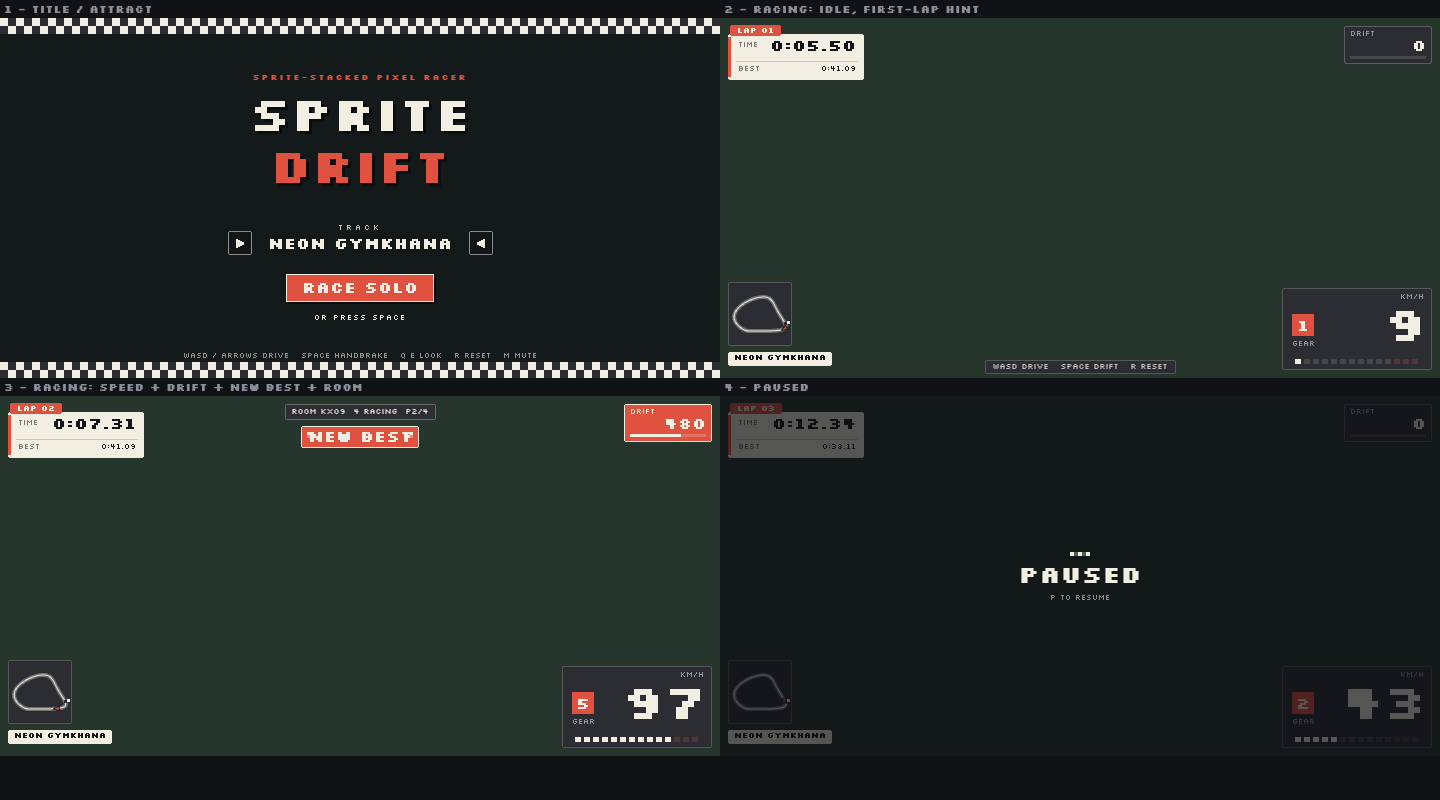 1 - TITLE / ATTRACT
SPRITE-STACKED PIXEL RACER
SPRITE
DRIFT
TRACK
NEON GYMKHANA
RACE SOLO
OR PRESS SPACE
WASD / ARROWS DRIVE SPACE HANDBRAKE Q E LOOK R RESET M MUTE
2 - RACING: IDLE, FIRST-LAP HINT
LAP 01
TIME 0:05.50
BEST 0:41.09
DRIFT
0
NEON GYMKHANA
WASD DRIVE SPACE DRIFT R RESET
KM/H
1 9
GEAR
3 - RACING: SPEED + DRIFT + NEW BEST + ROOM
LAP 02
TIME 0:07.31
BEST 0:41.09
ROOM KX09 4 RACING P2/4
NEW BEST
DRIFT
480
NEON GYMKHANA
KM/H
5 97
GEAR
4 - PAUSED
LAP 03
TIME 0:12.34
BEST 0:38.11
DRIFT
0
PAUSED
P TO RESUME
NEON GYMKHANA
KM/H
2 43
GEAR